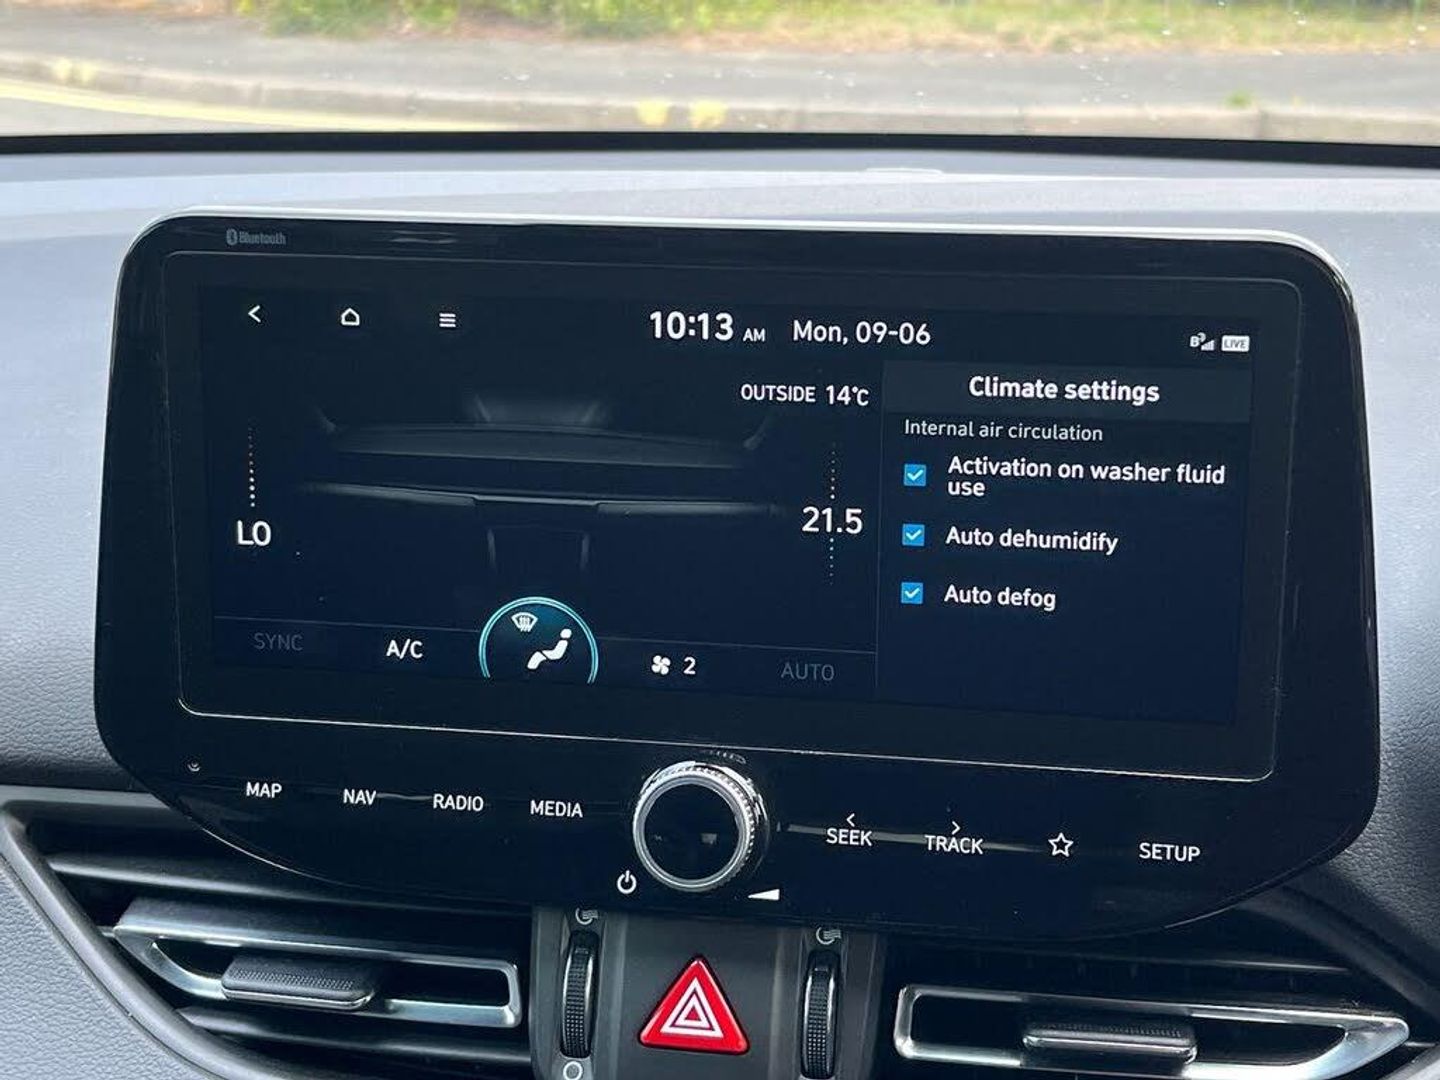 Bluetooth
10:13 AM Mon, 09-06
LIVE
OUTSIDE 14°C
Climate settings
Internal air circulation
Activation on washer fluid
use
Auto dehumidify
Auto defog
LO
21.5
SYNC
A/C
2
AUTO
MAP
NAV
RADIO
MEDIA
SEEK
TRACK
SETUP